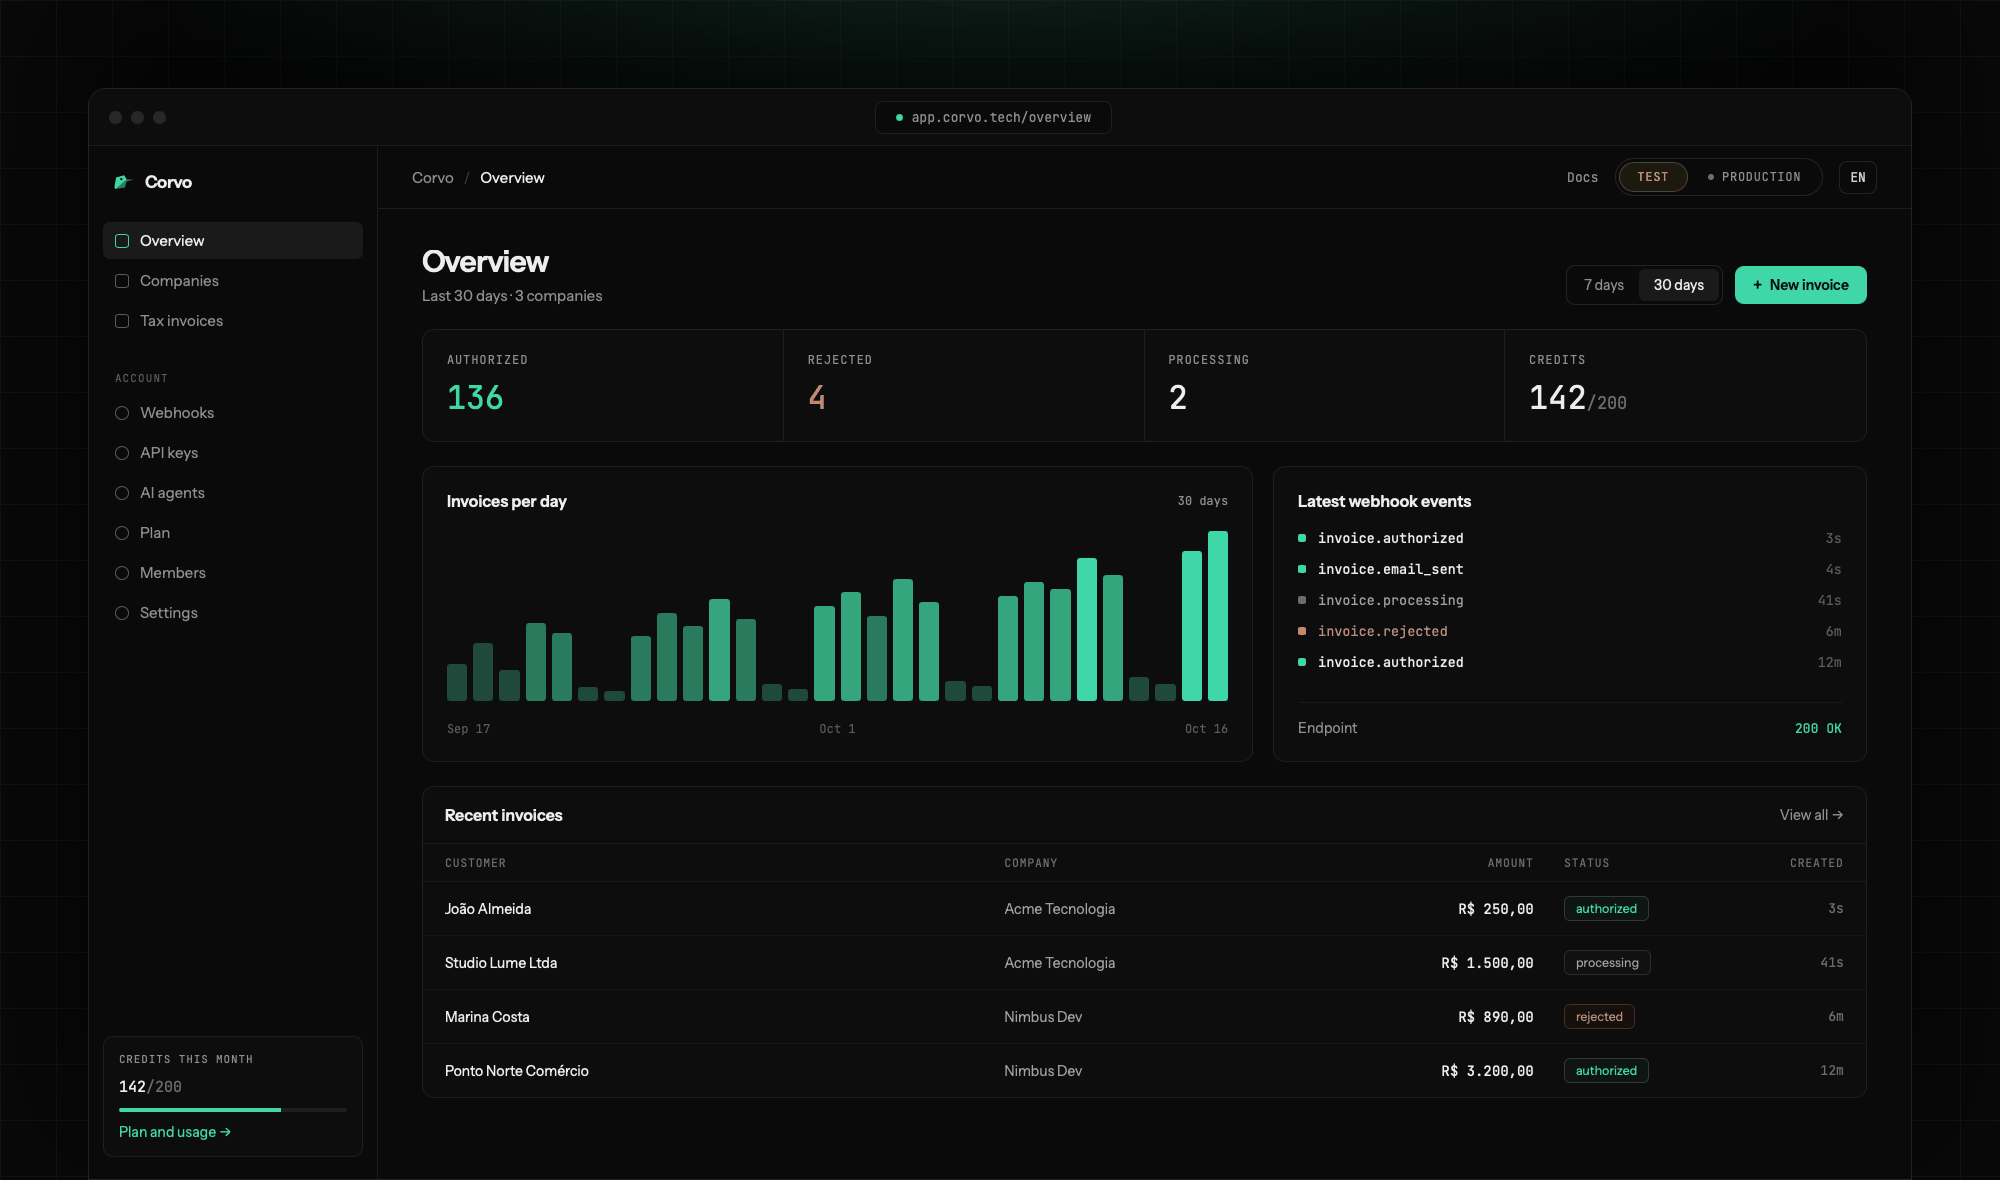 app.corvo.tech/overview
Corvo
Corvo / Overview
Docs
TEST
PRODUCTION
EN
Overview
Companies
Tax invoices
ACCOUNT
Webhooks
API keys
AI agents
Plan
Members
Settings
CREDITS THIS MONTH
142/200
Plan and usage →
Overview
Last 30 days · 3 companies
7 days
30 days
+ New invoice
AUTHORIZED
136
REJECTED
4
PROCESSING
2
CREDITS
142/200
Invoices per day
30 days
Sep 17
Oct 1
Oct 16
Latest webhook events
invoice.authorized 3s
invoice.email_sent 4s
invoice.processing 41s
invoice.rejected 6m
invoice.authorized 12m
Endpoint 200 OK
Recent invoices
View all →
CUSTOMER COMPANY AMOUNT STATUS CREATED
João Almeida Acme Tecnologia R$ 250,00 authorized 3s
Studio Lume Ltda Acme Tecnologia R$ 1.500,00 processing 41s
Marina Costa Nimbus Dev R$ 890,00 rejected 6m
Ponto Norte Comércio Nimbus Dev R$ 3.200,00 authorized 12m